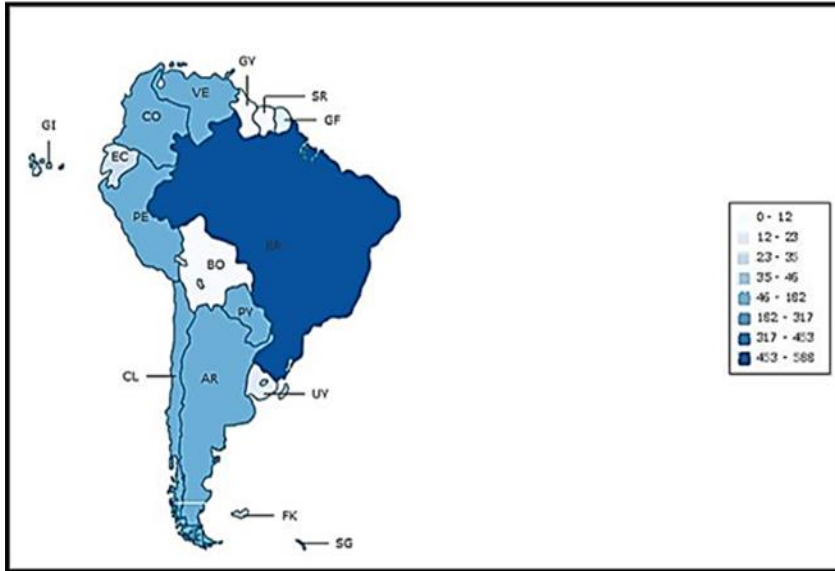 GY
VE
SR
CO
GF
GI
EC
PE
BR
0 - 12
12 - 23
23 - 35
BO
35 - 46
46 - 182
PY
182 - 317
317 - 453
453 - 588
CL
AR
UY
FK
SG